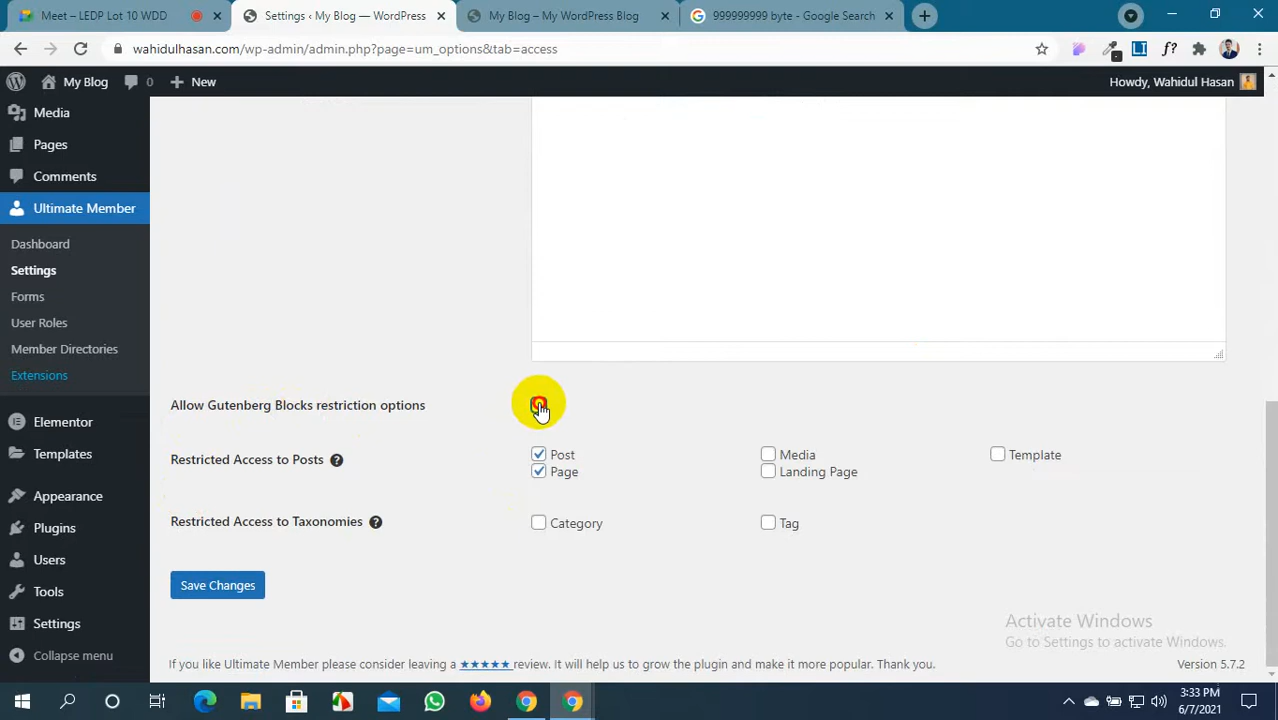 Meet – LEDP Lot 10 WDD
Settings ‹ My Blog — WordPress
My Blog – My WordPress Blog
999999999 byte - Google Search
wahidulhasan.com/wp-admin/admin.php?page=um_options&tab=access
My Blog
0
New
Howdy, Wahidul Hasan
Media
Pages
Comments
Ultimate Member
Dashboard
Settings
Forms
User Roles
Member Directories
Extensions
Elementor
Templates
Appearance
Plugins
Users
Tools
Settings
Collapse menu
Allow Gutenberg Blocks restriction options
Restricted Access to Posts
Post
Media
Template
Page
Landing Page
Restricted Access to Taxonomies
Category
Tag
Save Changes
Activate Windows
Go to Settings to activate Windows.
If you like Ultimate Member please consider leaving a ★★★★★ review. It will help us to grow the plugin and make it more popular. Thank you.
Version 5.7.2
3:33 PM
6/7/2021